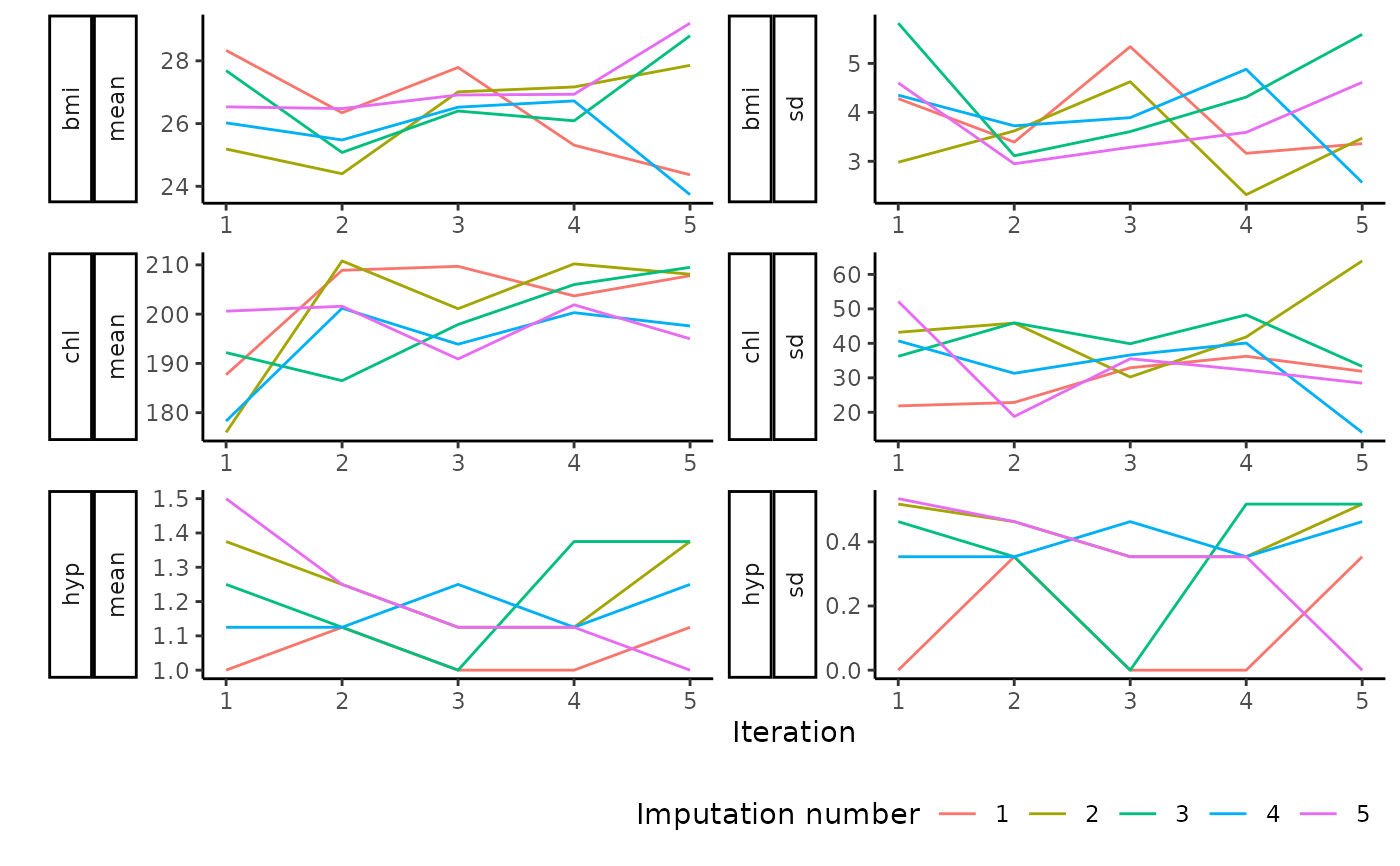 bmi mean 28 26 24 1 2 3 4 5
bmi sd 5 4 3 1 2 3 4 5
chl mean 210 200 190 180 1 2 3 4 5
chl sd 60 50 40 30 20 1 2 3 4 5
hyp mean 1.5 1.4 1.3 1.2 1.1 1.0 1 2 3 4 5
hyp sd 0.4 0.2 0.0 1 2 3 4 5
Iteration
Imputation number 1 2 3 4 5